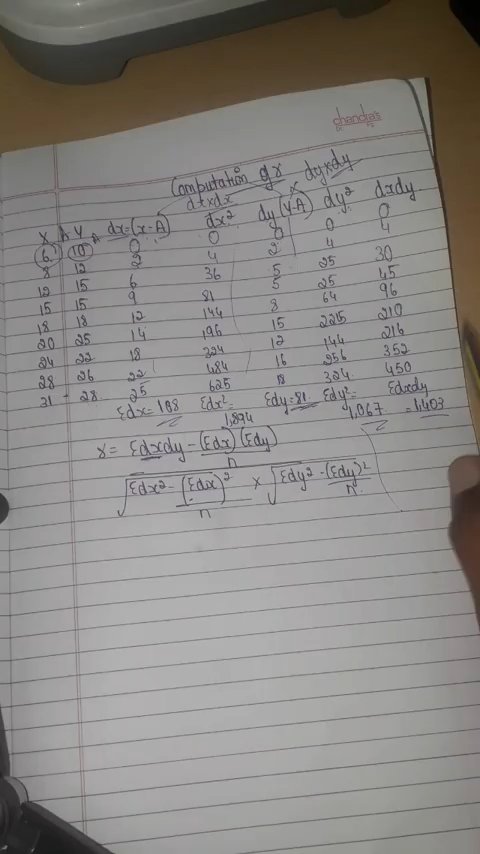 chandra's
Computation of r
dx×dx dy×dy
X A Y A dx=(x-A) dx² dy (Y-A) dy² dxdy
6 10 0 0 0 0 0
8 12 2 4 2 4 4
12 15 6 36 5 25 30
15 15 9 81 5 25 45
18 18 12 144 8 64 96
20 25 14 196 15 225 210
24 22 18 324 12 144 216
28 26 22 484 16 256 352
31 28 25 625 18 324 450
Σdx = 108 Σdx² = 1,894 Σdy = 81 Σdy² = 1,067 Σdxdy = 1,403
r = Σdxdy - (Σdx)(Σdy)
n
√Σdx² - (Σdx)² × √Σdy² - (Σdy)²
n n